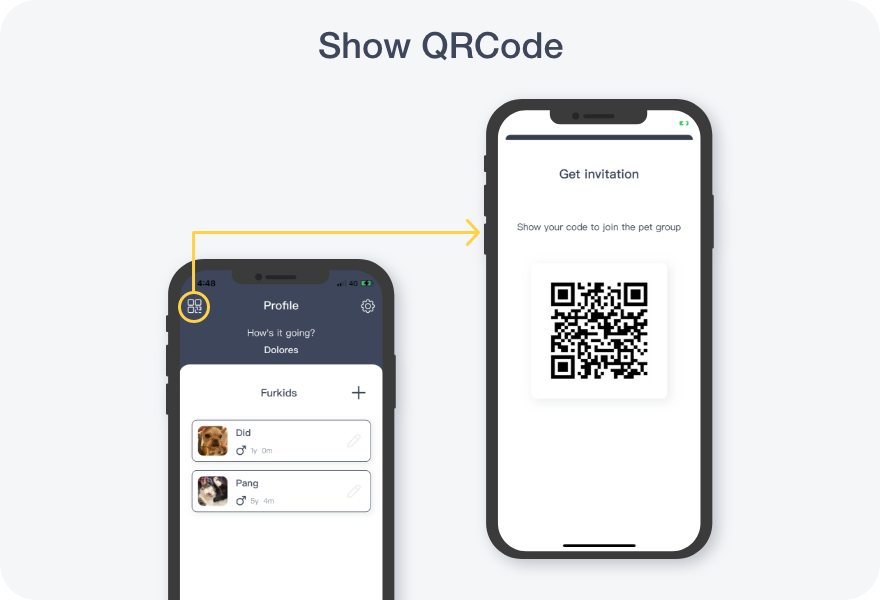 Show QRCode
Get invitation
Show your code to join the pet group
4:48
4G
Profile
How's it going?
Dolores
Furkids
Did
1y 0m
Pang
5y 4m